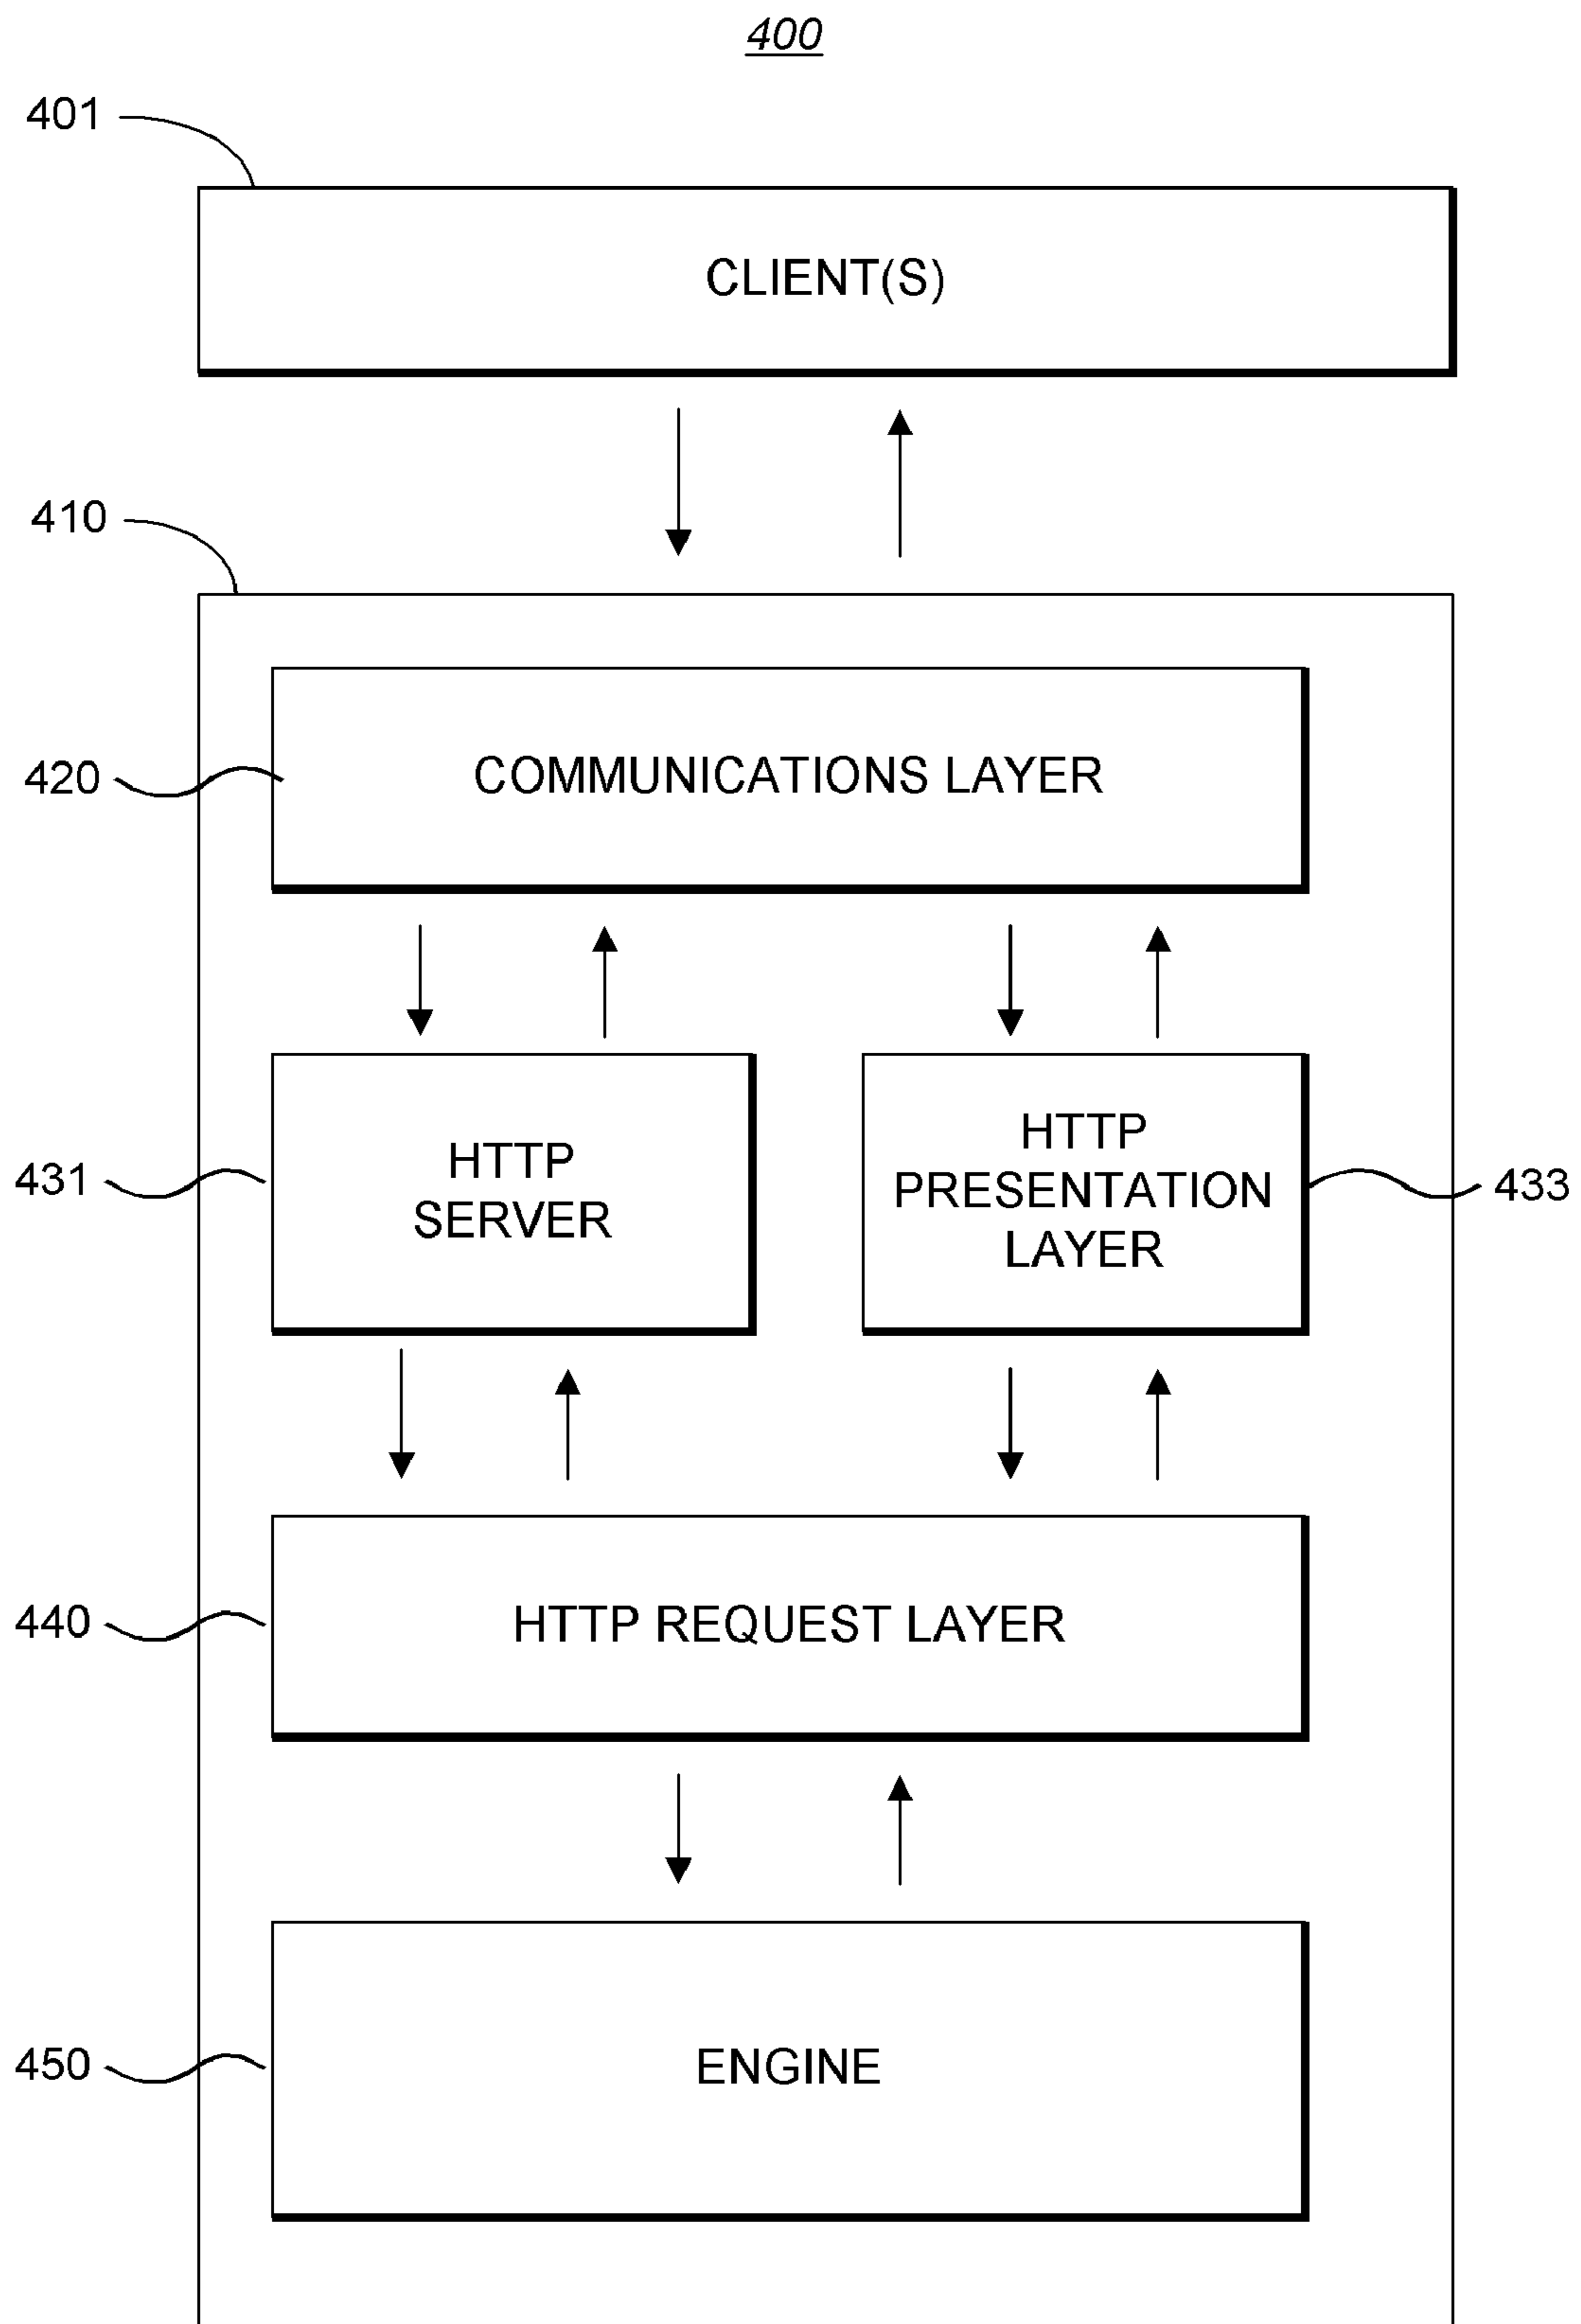 400
401
CLIENT(S)
410
420
COMMUNICATIONS LAYER
431
HTTP
SERVER
HTTP
PRESENTATION
LAYER
433
440
HTTP REQUEST LAYER
450
ENGINE